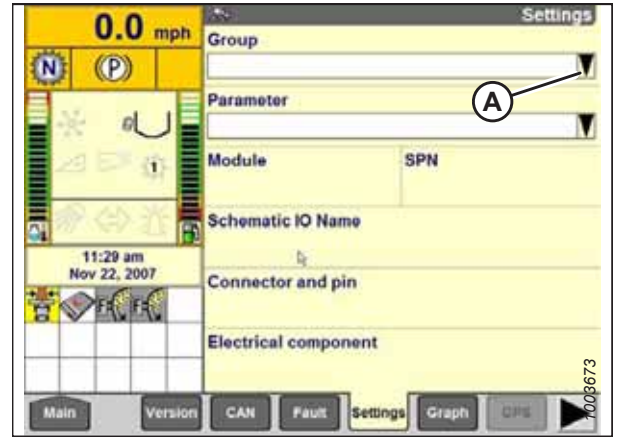 0.0 mph
Settings
N (P)
Group
A
Parameter
1
Module SPN
Schematic IO Name
11:29 am
Nov 22, 2007
Connector and pin
Electrical component
Main Version CAN Fault Settings Graph GPS
1003673